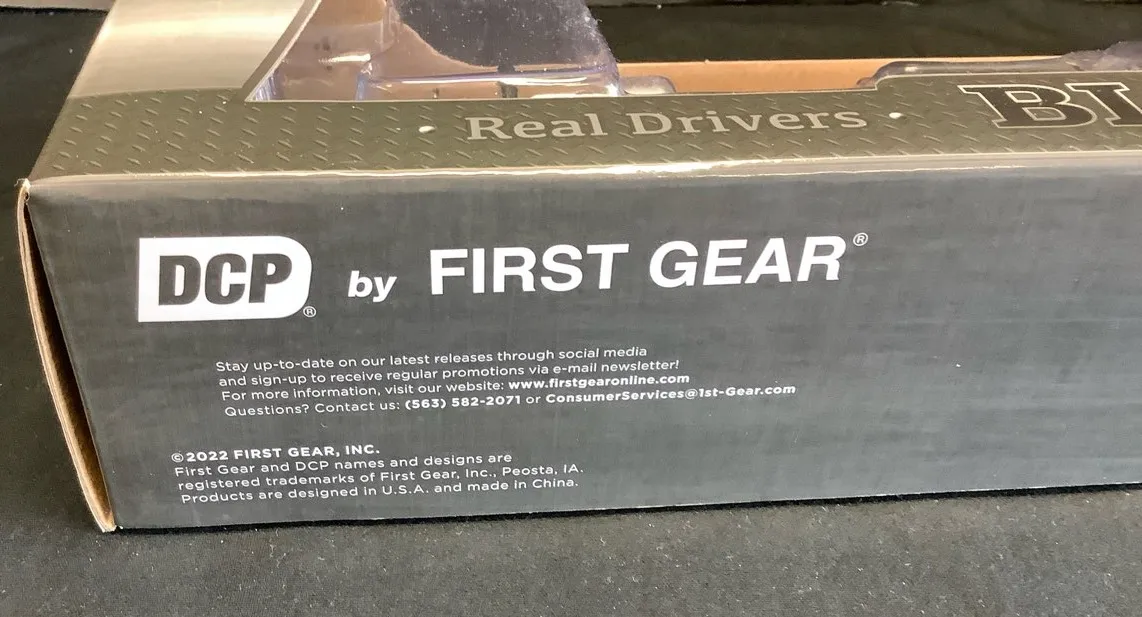 Real Drivers
DCP® by FIRST GEAR®
Stay up-to-date on our latest releases through social media
and sign-up to receive regular promotions via e-mail newsletter!
For more information, visit our website: www.firstgearonline.com
Questions? Contact us: (563) 582-2071 or ConsumerServices@1st-Gear.com
©2022 FIRST GEAR, INC.
First Gear and DCP names and designs are
registered trademarks of First Gear, Inc., Peosta, IA.
Products are designed in U.S.A. and made in China.